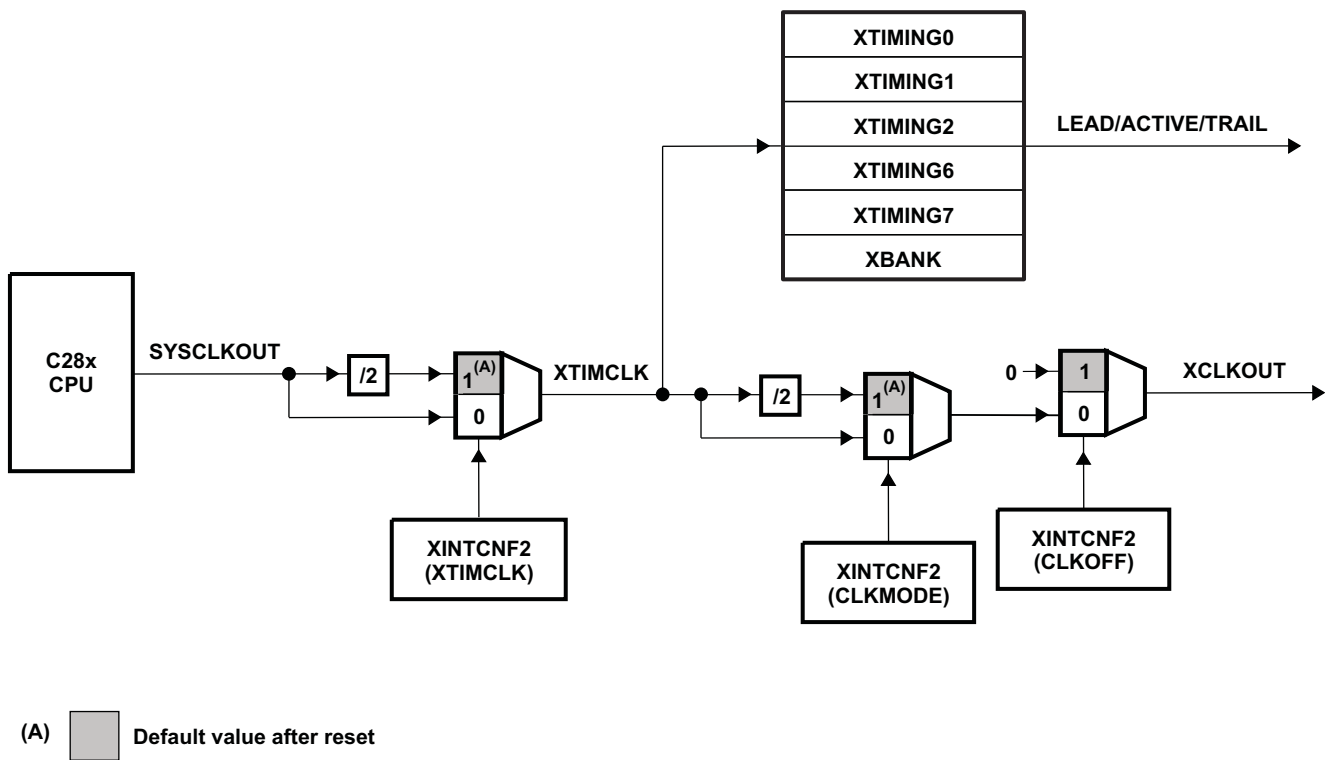 XTIMING0
XTIMING1
XTIMING2
XTIMING6
XTIMING7
XBANK
LEAD/ACTIVE/TRAIL
C28x
CPU
SYSCLKOUT
/2
1(A)
0
XTIMCLK
/2
1(A)
0
0
1
0
XCLKOUT
XINTCNF2
(XTIMCLK)
XINTCNF2
(CLKMODE)
XINTCNF2
(CLKOFF)
(A) Default value after reset